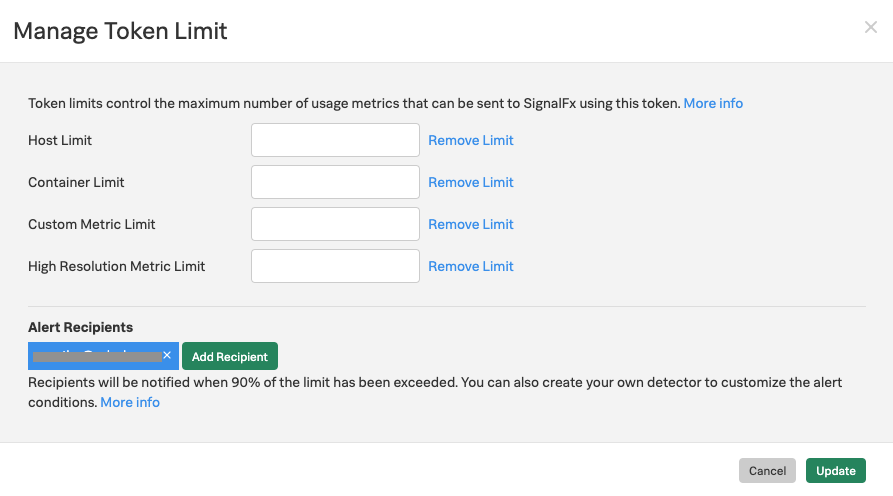 Manage Token Limit
Token limits control the maximum number of usage metrics that can be sent to SignalFx using this token. More info
Host Limit Remove Limit
Container Limit Remove Limit
Custom Metric Limit Remove Limit
High Resolution Metric Limit Remove Limit
Alert Recipients
× Add Recipient
Recipients will be notified when 90% of the limit has been exceeded. You can also create your own detector to customize the alert
conditions. More info
Cancel Update